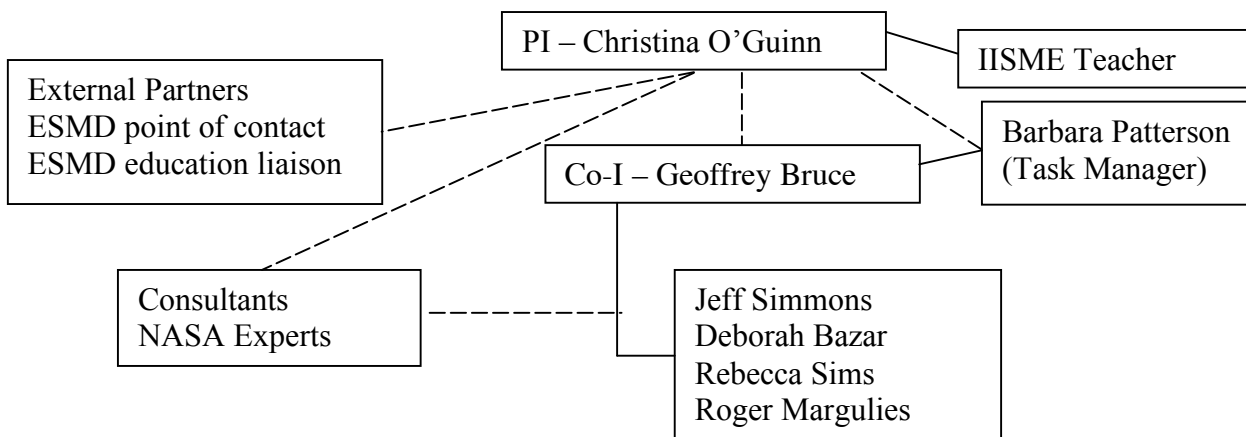 PI – Christina O’Guinn
IISME Teacher
External Partners
ESMD point of contact
ESMD education liaison
Barbara Patterson
(Task Manager)
Co-I – Geoffrey Bruce
Consultants
NASA Experts
Jeff Simmons
Deborah Bazar
Rebecca Sims
Roger Margulies